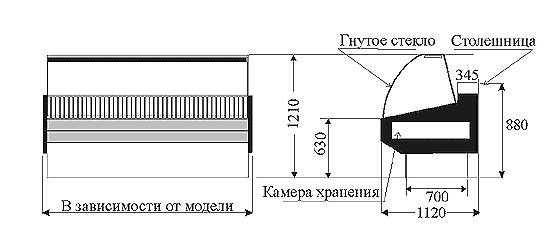 Гнутое стекло
Столешница
345
1210
630
880
Камера хранения
700
В зависимости от модели
1120